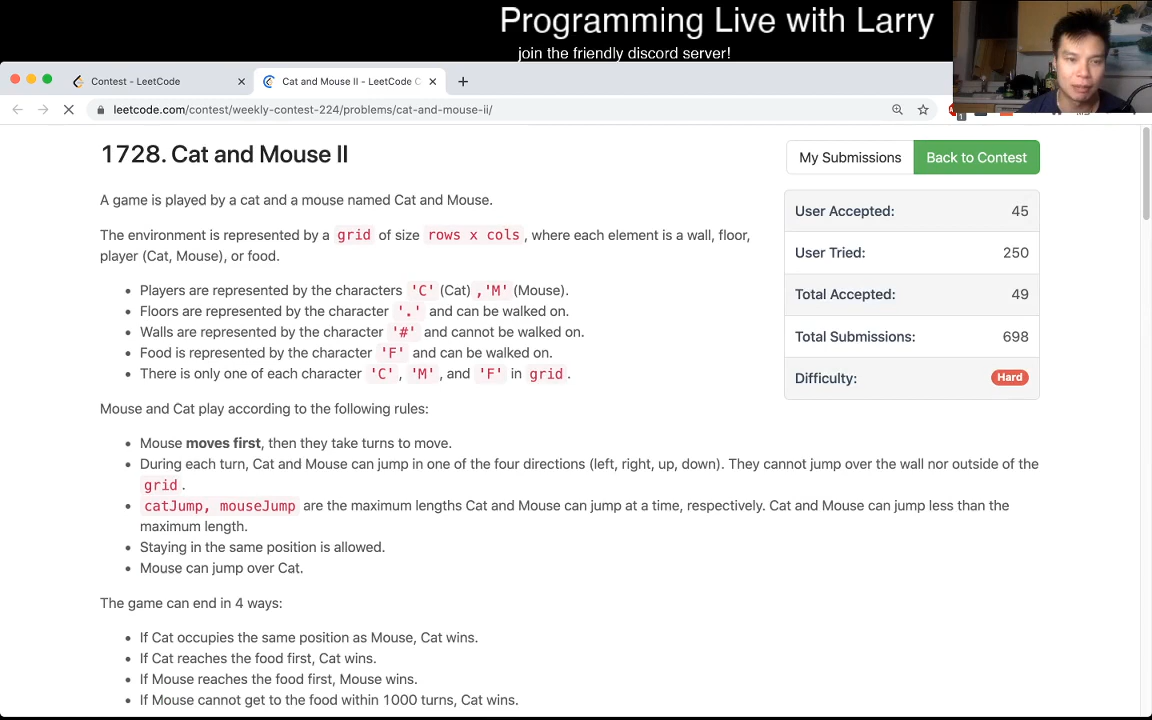 Programming Live with Larry
join the friendly discord server!
Contest - LeetCode
Cat and Mouse II - LeetCode C
leetcode.com/contest/weekly-contest-224/problems/cat-and-mouse-ii/
1728. Cat and Mouse II
My Submissions
Back to Contest
A game is played by a cat and a mouse named Cat and Mouse.
The environment is represented by a grid of size rows x cols, where each element is a wall, floor,
player (Cat, Mouse), or food.
• Players are represented by the characters 'C'(Cat) ,'M'(Mouse).
• Floors are represented by the character '.' and can be walked on.
• Walls are represented by the character '#' and cannot be walked on.
• Food is represented by the character 'F' and can be walked on.
• There is only one of each character 'C', 'M', and 'F' in grid.
User Accepted: 45
User Tried: 250
Total Accepted: 49
Total Submissions: 698
Difficulty: Hard
Mouse and Cat play according to the following rules:
• Mouse moves first, then they take turns to move.
• During each turn, Cat and Mouse can jump in one of the four directions (left, right, up, down). They cannot jump over the wall nor outside of the
grid.
• catJump, mouseJump are the maximum lengths Cat and Mouse can jump at a time, respectively. Cat and Mouse can jump less than the
maximum length.
• Staying in the same position is allowed.
• Mouse can jump over Cat.
The game can end in 4 ways:
• If Cat occupies the same position as Mouse, Cat wins.
• If Cat reaches the food first, Cat wins.
• If Mouse reaches the food first, Mouse wins.
• If Mouse cannot get to the food within 1000 turns, Cat wins.